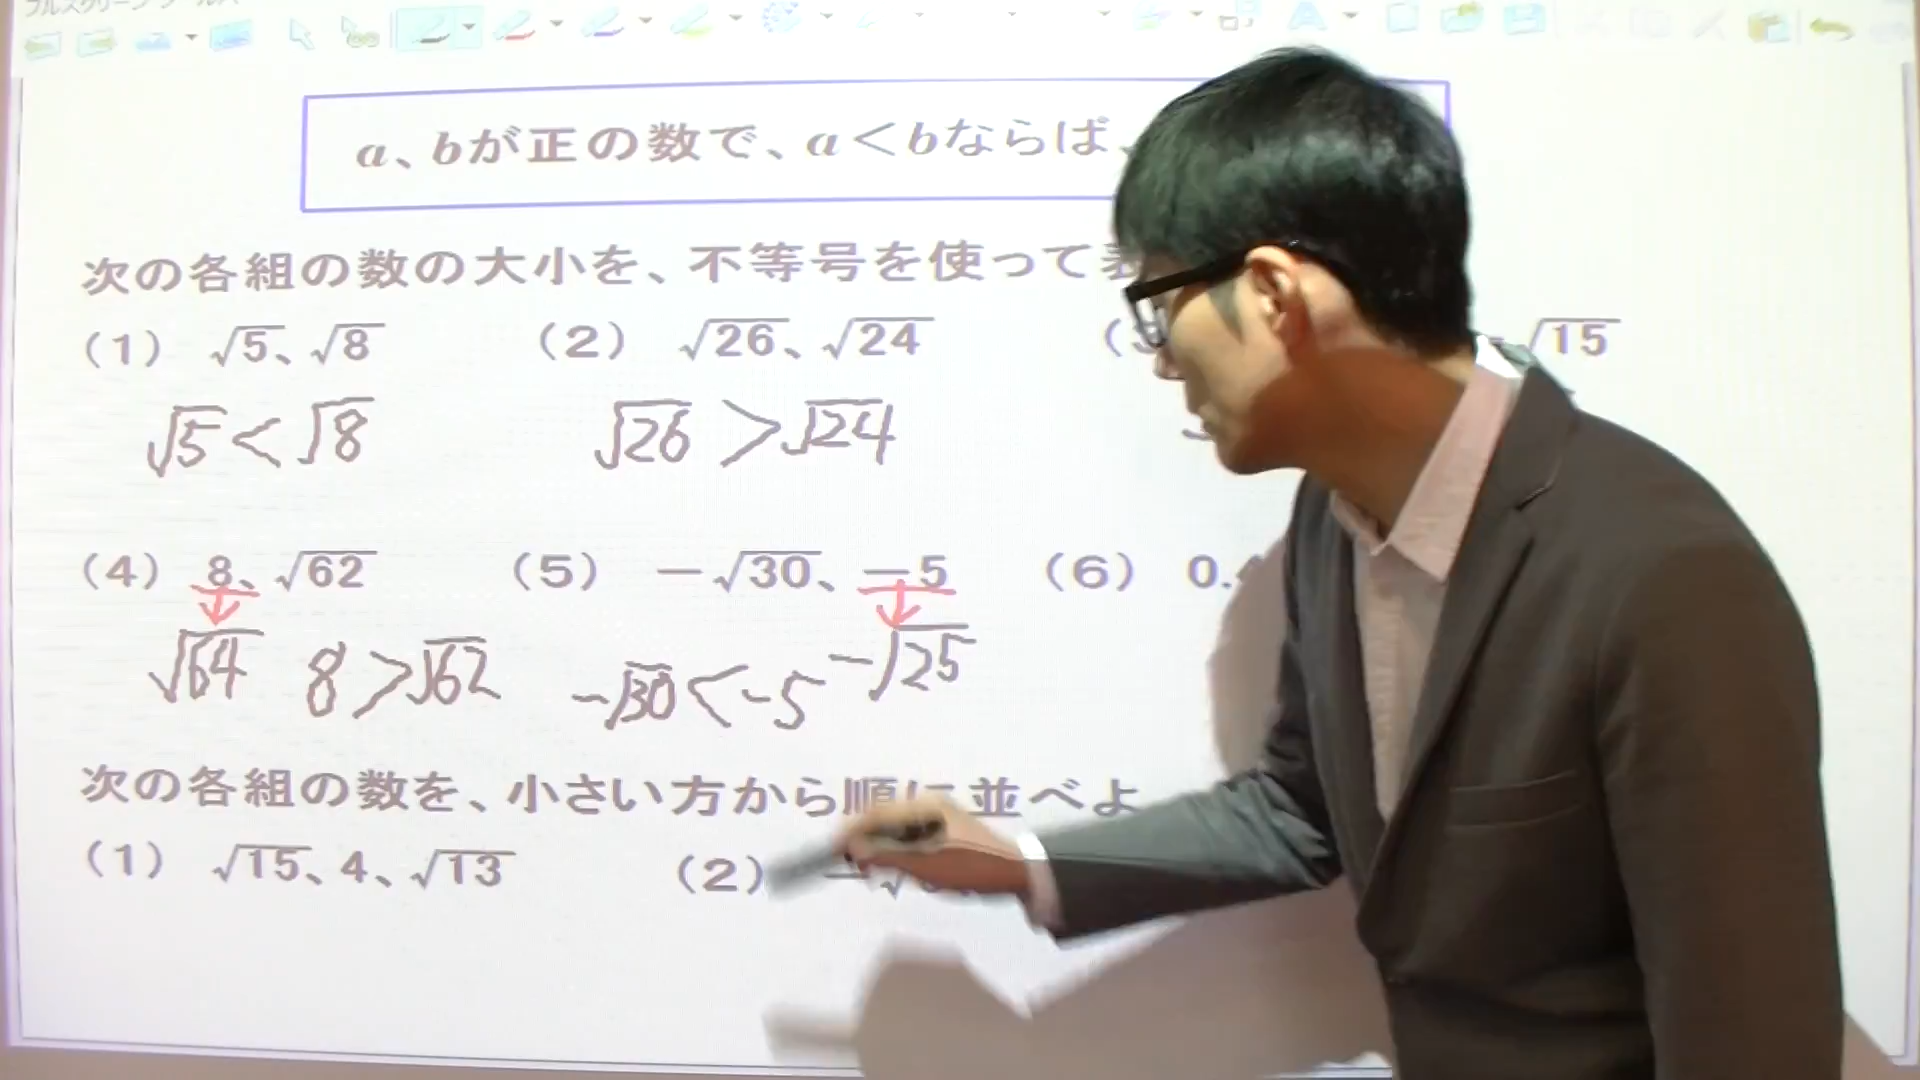 a、bが正の数で、a＜bならば、
次の各組の数の大小を、不等号を使って
（1） √5、√8 （2） √26、√24 √15
√5 < √8 √26 > √24
（4） 8、√62 （5） －√30、－5 （6） 0.
√64 8 > √62 -√30 < -5 -√25
次の各組の数を、小さい方から順に並べよ
（1） √15、4、√13 （2）